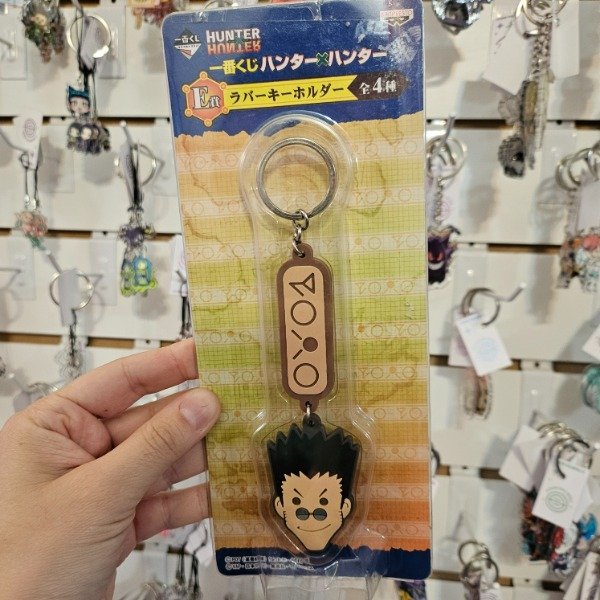 一番くじ
HUNTER
HUNTER
一番くじ ハンター×ハンター
E賞
ラバーキーホルダー
全4種